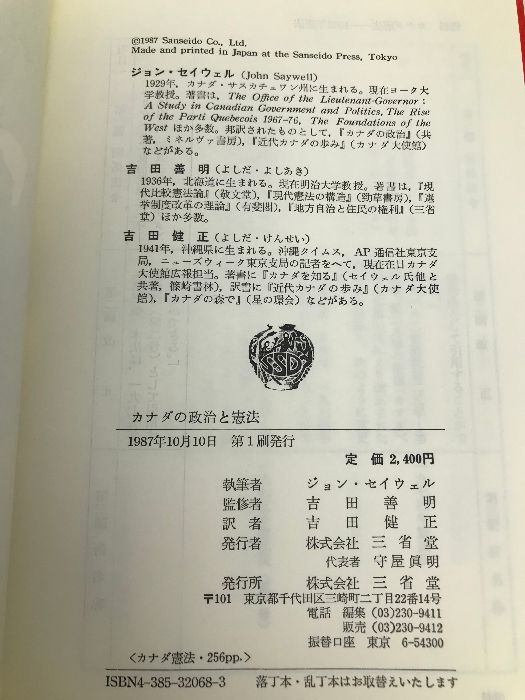 ©1987 Sanseido Co., Ltd.
Made and printed in Japan at the Sanseido Press, Tokyo
ジョン・セイウェル (John Saywell)
1929年, カナダ・サスカチュワン州に生まれる。現在ヨーク大
学教授。著書は, The Office of the Lieutenant-Governor:
A Study in Canadian Government and Politics, The Rise
of the Parti Quebecois 1967-76, The Foundations of the
West ほか多数。邦訳されたものとして,『カナダの政治』(共
著, ミネルヴァ書房),『近代カナダの歩み』(カナダ大使館)
などがある。
吉田善明(よしだ・よしあき)
1936年, 北海道に生まれる。現在明治大学教授。著書は,『現
代比較憲法論』(敬文堂),『現代憲法の構造』(勁草書房),『選
挙制度改革の理論』(有斐閣),『地方自治と住民の権利』(三省
堂) ほか多数。
吉田健正(よしだ・けんせい)
1941年, 沖縄県に生まれる。沖縄タイムス, AP通信社東京支
局, ニューズウィーク東京支局の記者をへて, 現在在日カナダ
大使館広報担当。著書に『カナダを知る』(セイウェル氏他と
共著, 篠崎書林), 訳書に『近代カナダの歩み』(カナダ大使
館),『カナダの森で』(星の環会) などがある。
SSD
カナダの政治と憲法
1987年10月10日 第1刷発行
定価 2,400円
執筆者 ジョン・セイウェル
監修者 吉田善明
訳者 吉田健正
発行者 株式会社 三省堂
代表者 守屋眞明
発行所 株式会社 三省堂
〒101 東京都千代田区三崎町二丁目22番14号
電話 編集 (03)230-9411
販売 (03)230-9412
振替口座 東京 6-54300
〈カナダ憲法・256pp.〉
ISBN4-385-32068-3 落丁本・乱丁本はお取替えいたします